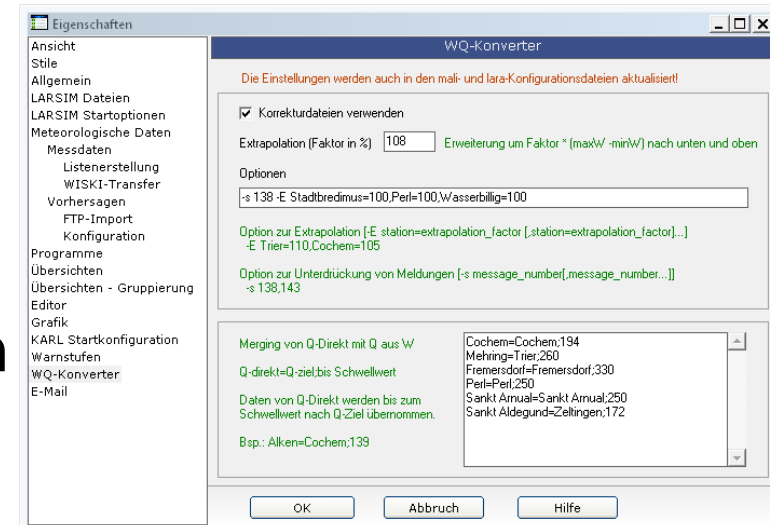 Eigenschaften
Ansicht
Stile
Allgemein
LARSIM Dateien
LARSIM Startoptionen
Meteorologische Daten
Messdaten
Listenerstellung
WISKI-Transfer
Vorhersagen
FTP-Import
Konfiguration
Programme
Übersichten
Übersichten - Gruppierung
Editor
Grafik
KARL Startkonfiguration
Warnstufen
WQ-Konverter
E-Mail
n
WQ-Konverter
Die Einstellungen werden auch in den mali- und lara-Konfigurationsdateien aktualisiert!
Korrekturdateien verwenden
Extrapolation (Faktor in %) 108 Erweiterung um Faktor * (maxW -minW) nach unten und oben
Optionen
-s 138 -E Stadtbredimus=100,Perl=100,Wasserbillig=100
Option zur Extrapolation [-E station=extrapolation_factor [,station=extrapolation_factor]...]
-E Trier=110,Cochem=105
Option zur Unterdrückung von Meldungen [-s message_number[,message_number...]]
-s 138,143
Merging von Q-Direkt mit Q aus W
Q-direkt=Q-ziel;bis Schwellwert
Daten von Q-Direkt werden bis zum
Schwellwert nach Q-Ziel übernommen.
Bsp.: Alken=Cochem;139
Cochem=Cochem;194
Mehring=Trier;260
Fremersdorf=Fremersdorf;330
Perl=Perl;250
Sankt Arnual=Sankt Arnual;250
Sankt Aldegund=Zeltingen;172
OK
Abbruch
Hilfe